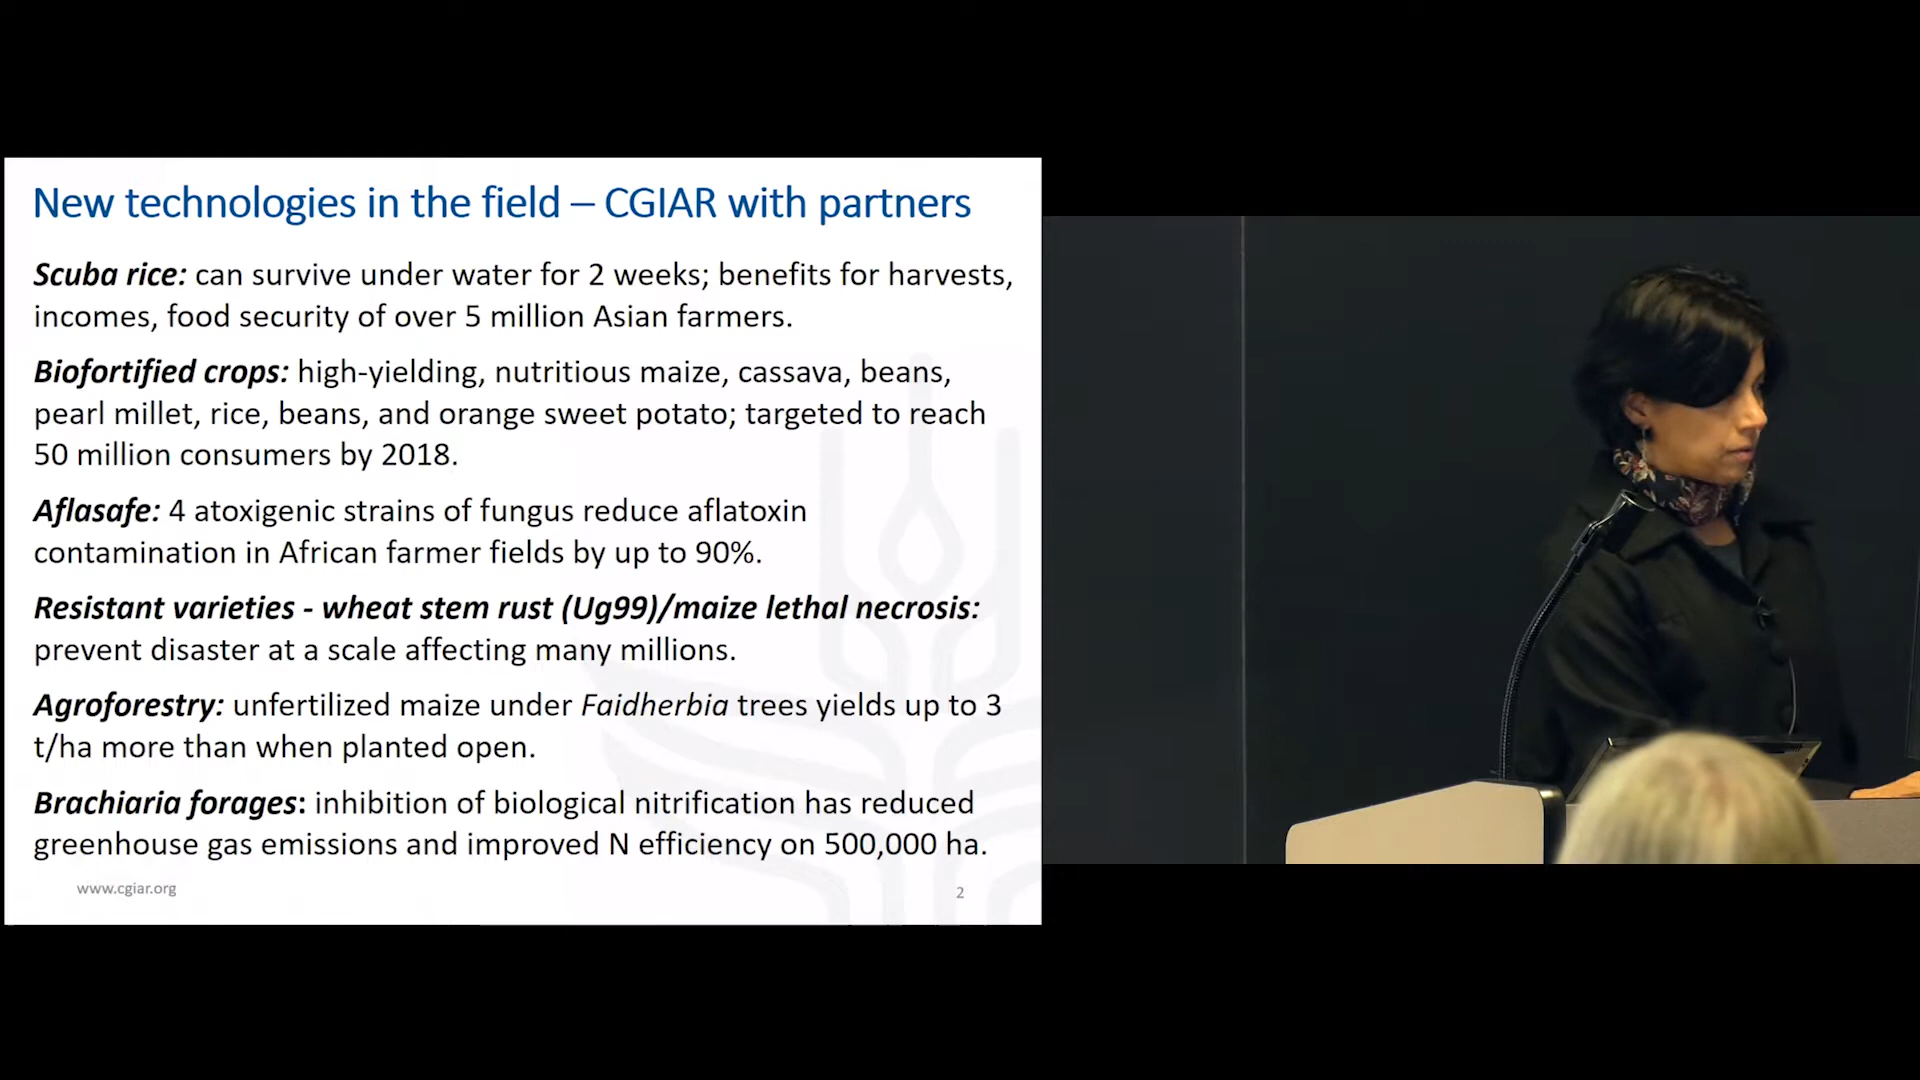 New technologies in the field – CGIAR with partners
Scuba rice: can survive under water for 2 weeks; benefits for harvests,
incomes, food security of over 5 million Asian farmers.
Biofortified crops: high-yielding, nutritious maize, cassava, beans,
pearl millet, rice, beans, and orange sweet potato; targeted to reach
50 million consumers by 2018.
Aflasafe: 4 atoxigenic strains of fungus reduce aflatoxin
contamination in African farmer fields by up to 90%.
Resistant varieties - wheat stem rust (Ug99)/maize lethal necrosis:
prevent disaster at a scale affecting many millions.
Agroforestry: unfertilized maize under Faidherbia trees yields up to 3
t/ha more than when planted open.
Brachiaria forages: inhibition of biological nitrification has reduced
greenhouse gas emissions and improved N efficiency on 500,000 ha.
www.cgiar.org
2